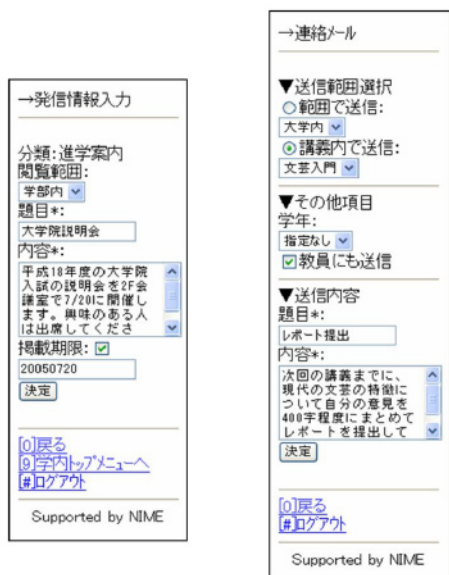 →発信情報入力
分類:進学案内
閲覧範囲:
学部内
題目*:
大学院説明会
内容*:
平成18年度の大学院
入試の説明会を2F会
議室で7/20に開催し
ます。興味のある人
は出席してくださ
掲載期限:
20050720
決定
[0]戻る
[9]学内トップメニューへ
[#]ログアウト
Supported by NIME
→連絡メール
▼送信範囲選択
範囲で送信:
大学内
講義内で送信:
文芸入門
▼その他項目
学年:
指定なし
教員にも送信
▼送信内容
題目*:
レポート提出
内容*:
次回の講義までに、
現代の文芸の特徴に
ついて自分の意見を
400字程度にまとめて
レポートを提出して
決定
[0]戻る
[#]ログアウト
Supported by NIME